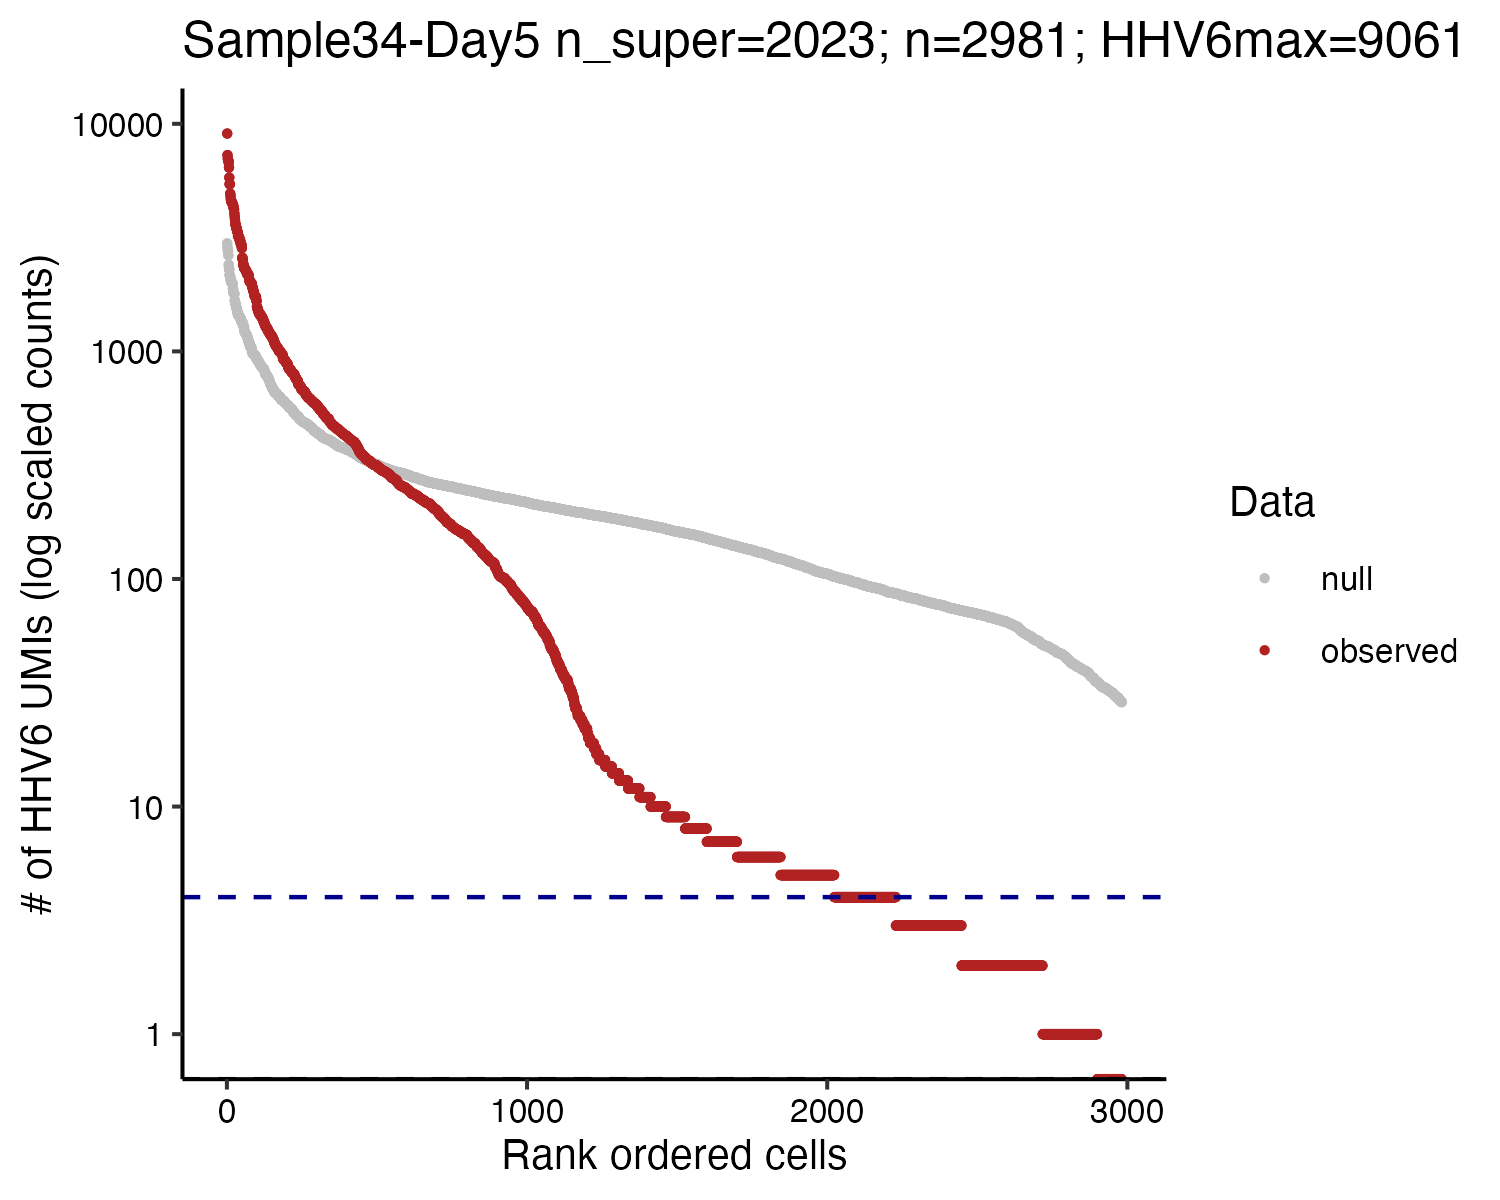 Sample34-Day5 n_super=2023; n=2981; HHV6max=9061
# of HHV6 UMIs (log scaled counts)
10000
1000
100
10
1
0 1000 2000 3000
Rank ordered cells
Data
null
observed